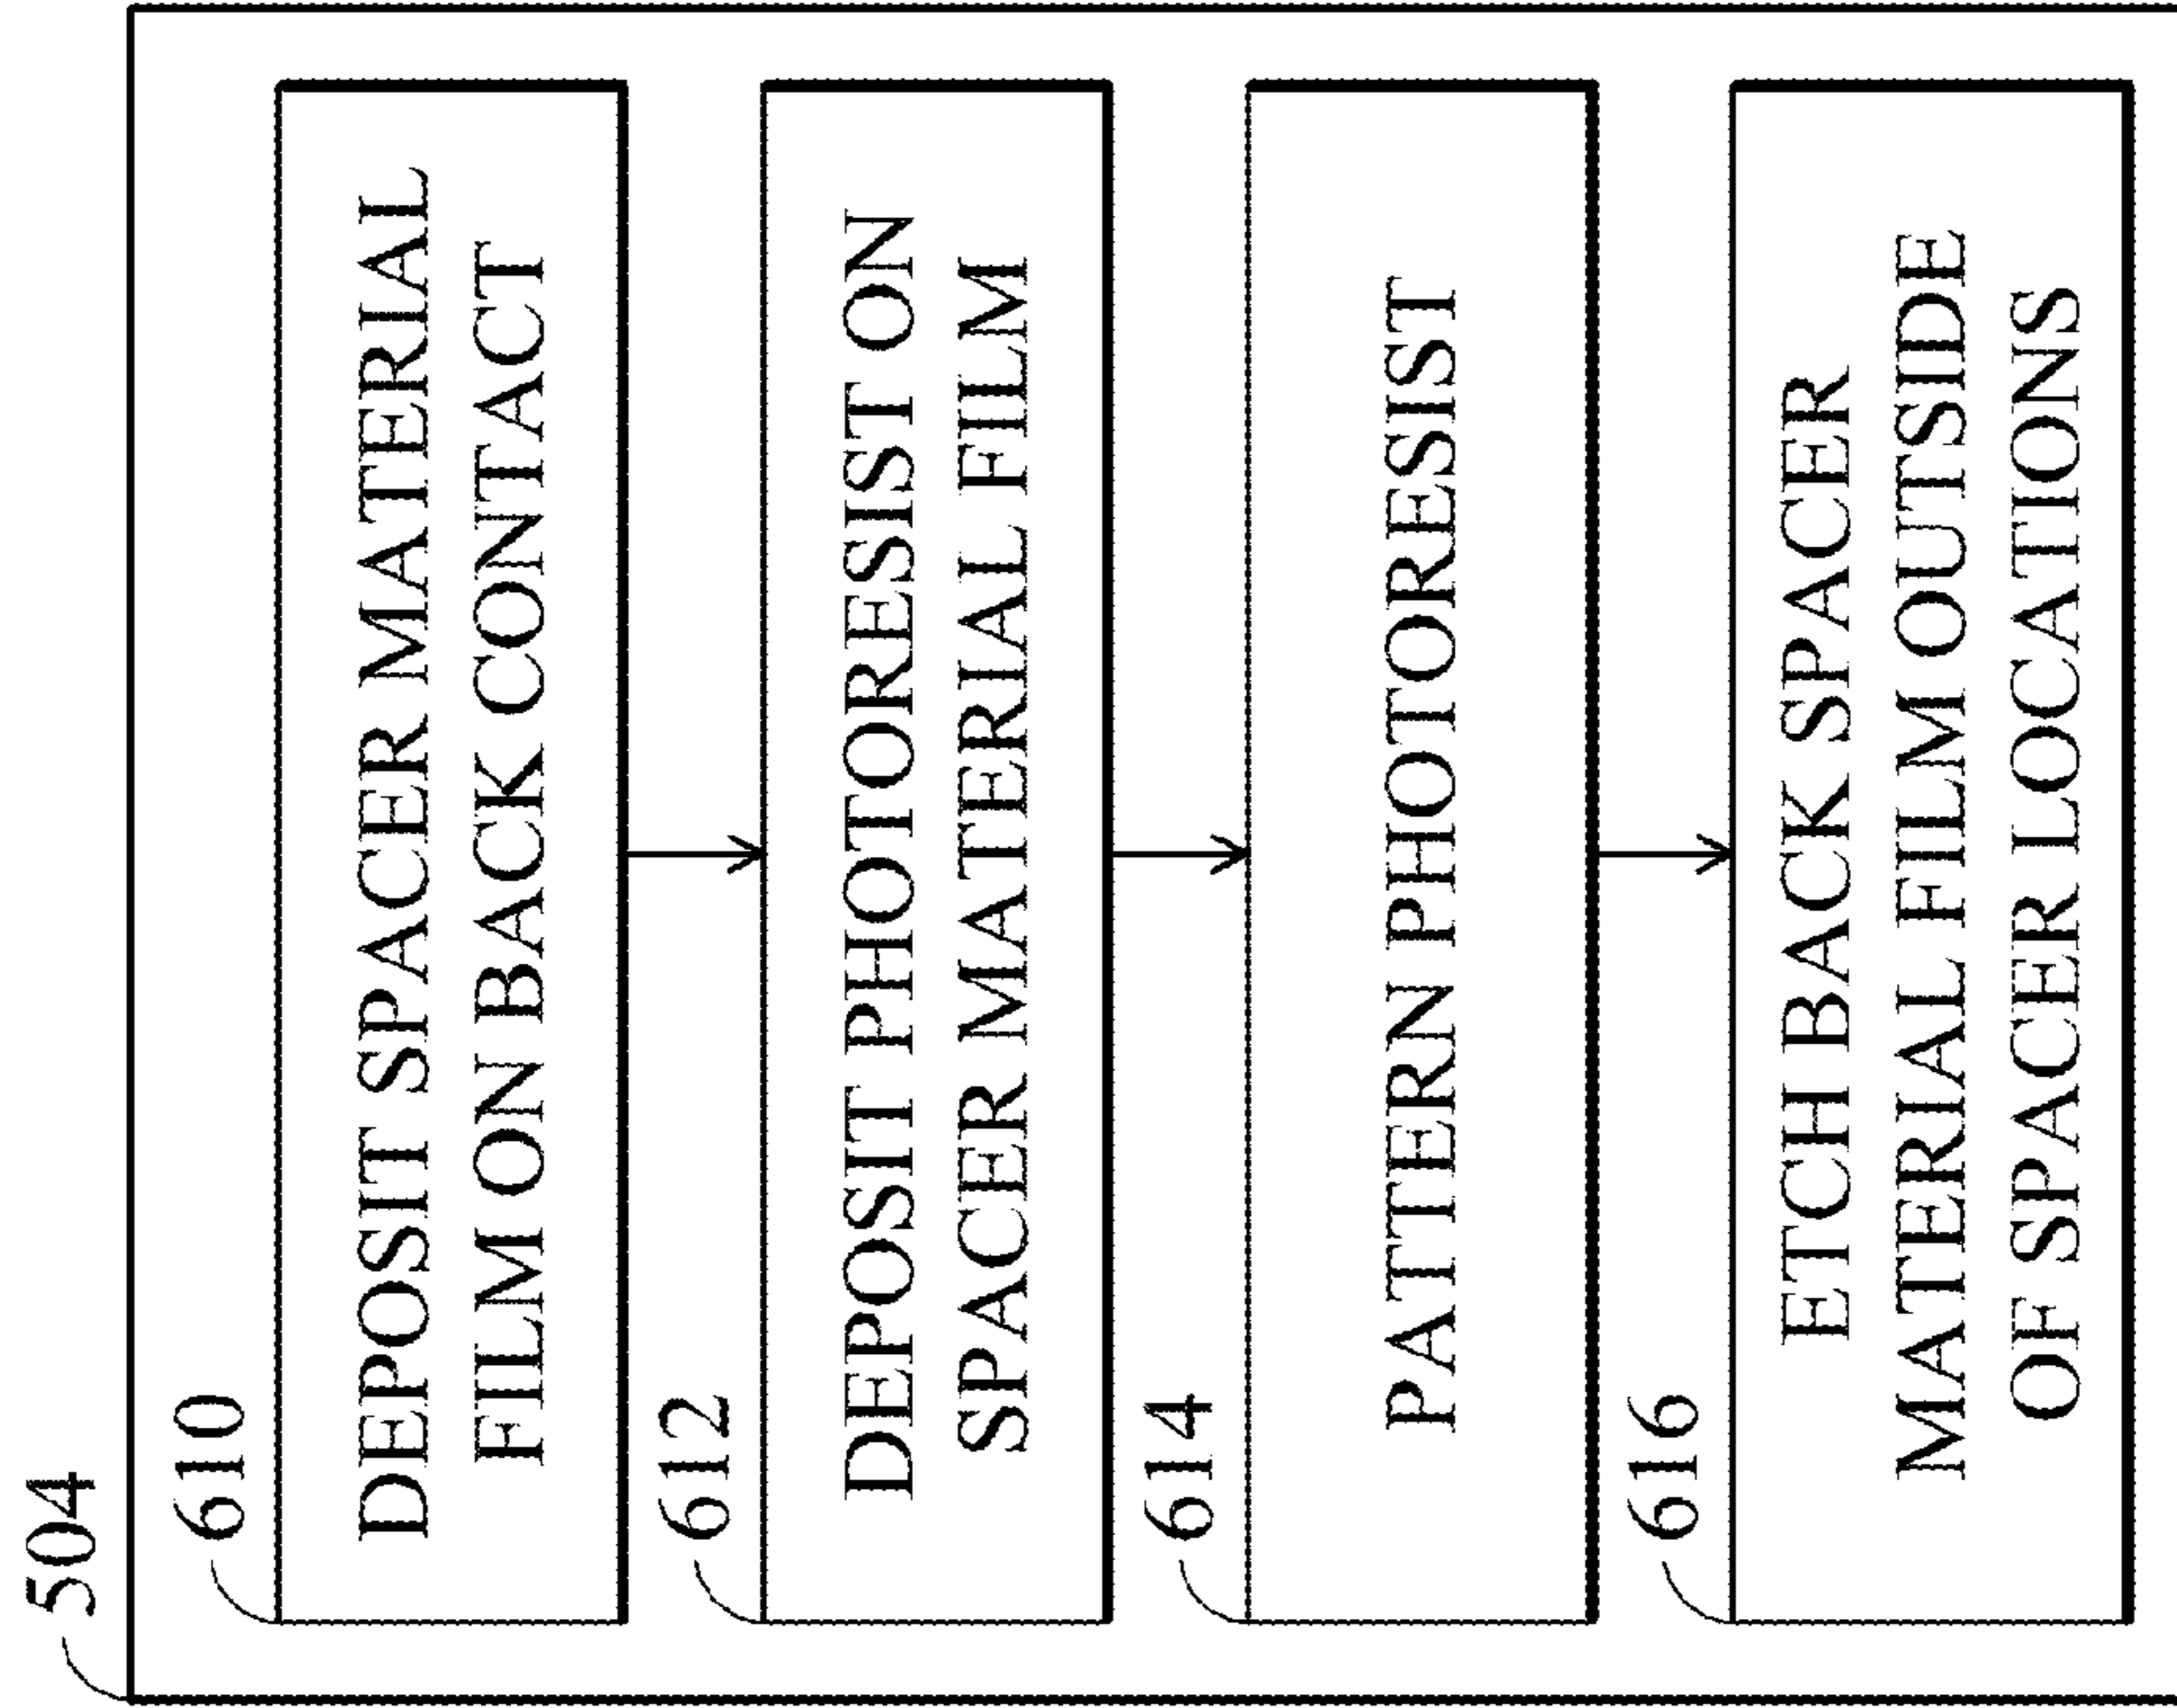 504
610
DEPOSIT SPACER MATERIAL
FILM ON BACK CONTACT
612
DEPOSIT PHOTORESIST ON
SPACER MATERIAL FILM
614
PATTERN PHOTORESIST
616
ETCH BACK SPACER
MATERIAL FILM OUTSIDE
OF SPACER LOCATIONS